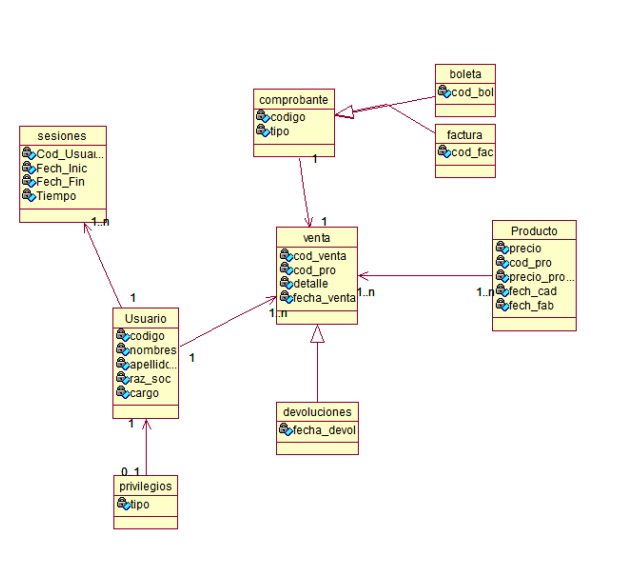 boleta
cod_bol
comprobante
codigo
tipo
factura
cod_fac
sesiones
Cod_Usuar...
Fech_Inic
Fech_Fin
Tiempo
1
1..n
1
venta
cod_venta
cod_pro
detalle
fecha_venta
Producto
precio
cod_pro
precio_pro...
fech_cad
fech_fab
1..n
1..n
1
Usuario
codigo
nombres
apellidc...
raz_soc
cargo
1..n
1
devoluciones
fecha_devol
1
0..1
privilegios
tipo